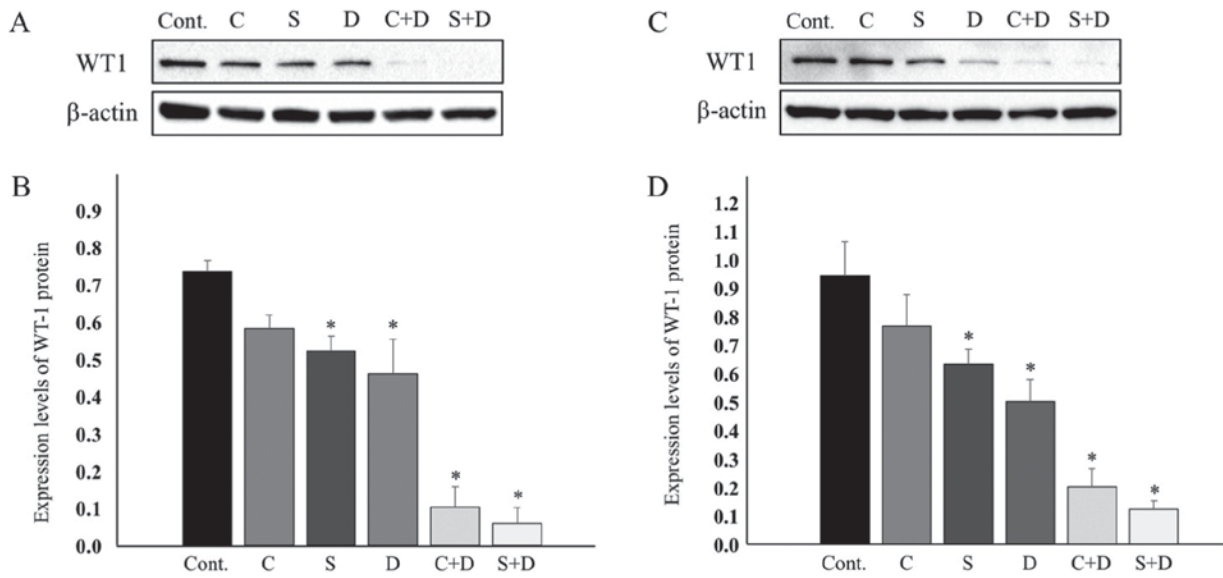 A
Cont. C S D C+D S+D
WT1
β-actin
B
Expression levels of WT-1 protein
0.9
0.8
0.7
0.6
0.5
0.4
0.3
0.2
0.1
0.0
* * * *
Cont. C S D C+D S+D
C
Cont. C S D C+D S+D
WT1
β-actin
D
Expression levels of WT-1 protein
1.2
1.1
1.0
0.9
0.8
0.7
0.6
0.5
0.4
0.3
0.2
0.1
0.0
* * * *
Cont. C S D C+D S+D